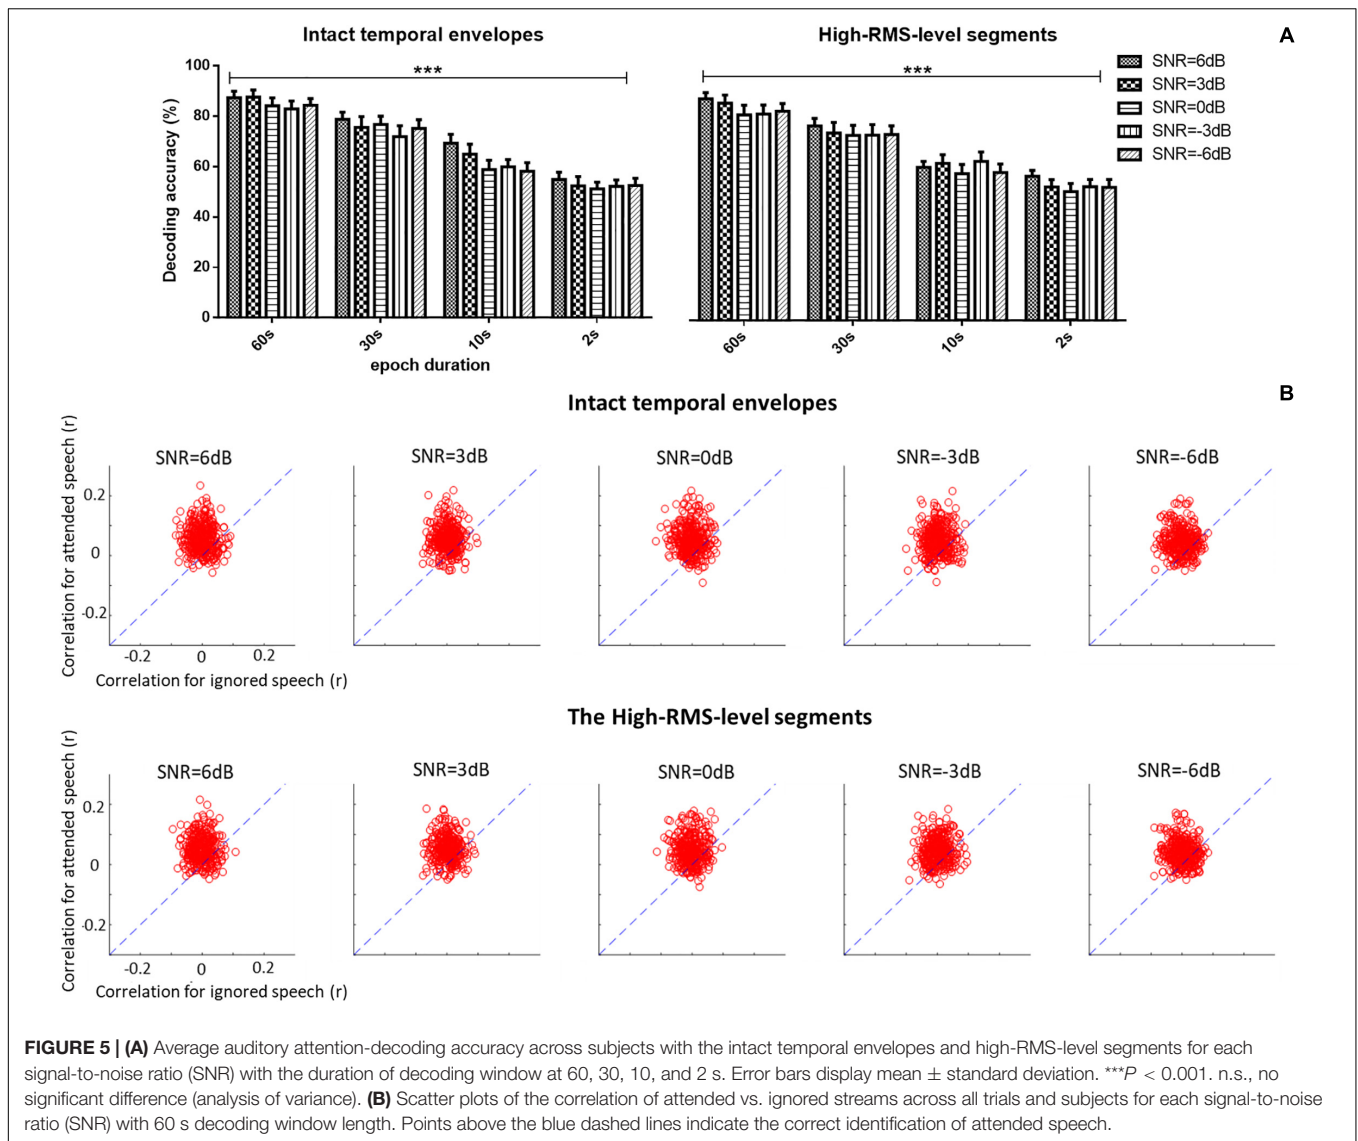 Intact temporal envelopes
High-RMS-level segments
A
SNR=6dB
SNR=3dB
SNR=0dB
SNR=-3dB
SNR=-6dB
***
***
Decoding accuracy (%)
100
80
60
40
20
0
60s
30s
10s
2s
60s
30s
10s
2s
epoch duration
B
Intact temporal envelopes
Correlation for attended speech (r)
SNR=6dB
SNR=3dB
SNR=0dB
SNR=-3dB
SNR=-6dB
0.2
0
-0.2
-0.2 0 0.2
Correlation for ignored speech (r)
The High-RMS-level segments
Correlation for attended speech (r)
SNR=6dB
SNR=3dB
SNR=0dB
SNR=-3dB
SNR=-6dB
0.2
0
-0.2
-0.2 0 0.2
Correlation for ignored speech (r)
FIGURE 5 | (A) Average auditory attention-decoding accuracy across subjects with the intact temporal envelopes and high-RMS-level segments for each
signal-to-noise ratio (SNR) with the duration of decoding window at 60, 30, 10, and 2 s. Error bars display mean ± standard deviation. ***P < 0.001. n.s., no
significant difference (analysis of variance). (B) Scatter plots of the correlation of attended vs. ignored streams across all trials and subjects for each signal-to-noise
ratio (SNR) with 60 s decoding window length. Points above the blue dashed lines indicate the correct identification of attended speech.